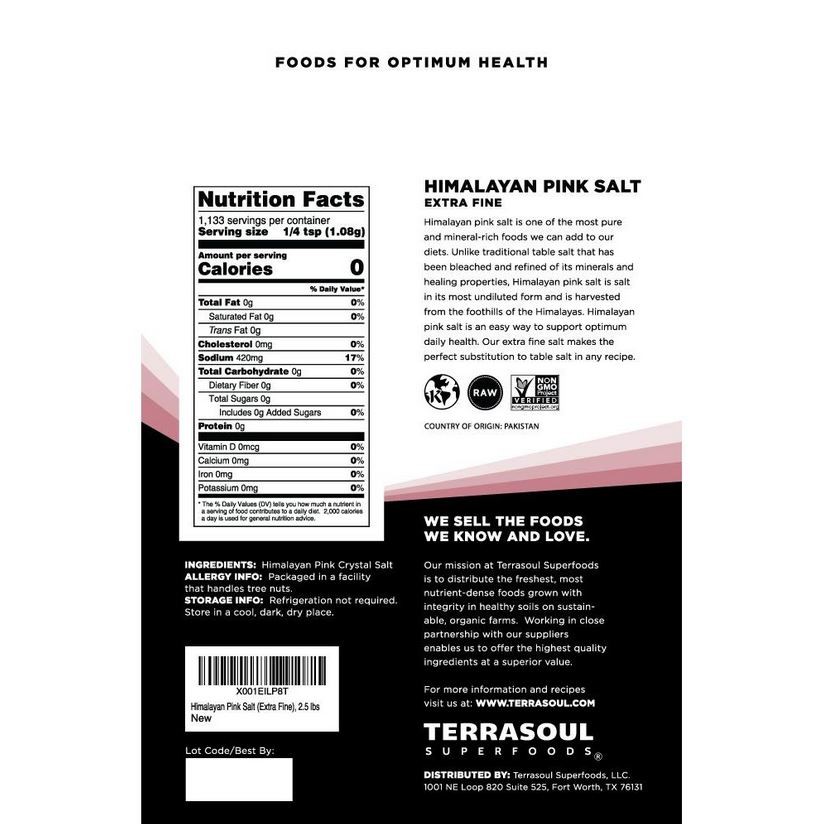 FOODS FOR OPTIMUM HEALTH
Nutrition Facts
1,133 servings per container
Serving size 1/4 tsp (1.08g)
Amount per serving
Calories 0
% Daily Value*
Total Fat 0g 0%
Saturated Fat 0g 0%
Trans Fat 0g
Cholesterol 0mg 0%
Sodium 420mg 17%
Total Carbohydrate 0g 0%
Dietary Fiber 0g 0%
Total Sugars 0g
Includes 0g Added Sugars 0%
Protein 0g
Vitamin D 0mcg 0%
Calcium 0mg 0%
Iron 0mg 0%
Potassium 0mg 0%
* The % Daily Values (DV) tells you how much a nutrient in
a serving of food contributes to a daily diet. 2,000 calories
a day is used for general nutrition advice.
INGREDIENTS: Himalayan Pink Crystal Salt
ALLERGY INFO: Packaged in a facility
that handles tree nuts.
STORAGE INFO: Refrigeration not required.
Store in a cool, dark, dry place.
X001EILP8T
Himalayan Pink Salt (Extra Fine), 2.5 lbs
New
Lot Code/Best By:
HIMALAYAN PINK SALT
EXTRA FINE
Himalayan pink salt is one of the most pure
and mineral-rich foods we can add to our
diets. Unlike traditional table salt that has
been bleached and refined of its minerals and
healing properties, Himalayan pink salt is salt
in its most undiluted form and is harvested
from the foothills of the Himalayas. Himalayan
pink salt is an easy way to support optimum
daily health. Our extra fine salt makes the
perfect substitution to table salt in any recipe.
K
RAW
NON
GMO
Project
VERIFIED
nongmoproject.org
COUNTRY OF ORIGIN: PAKISTAN
WE SELL THE FOODS
WE KNOW AND LOVE.
Our mission at Terrasoul Superfoods
is to distribute the freshest, most
nutrient-dense foods grown with
integrity in healthy soils on sustain-
able, organic farms. Working in close
partnership with our suppliers
enables us to offer the highest quality
ingredients at a superior value.
For more information and recipes
visit us at: WWW.TERRASOUL.COM
TERRASOUL
SUPERFOODS®
DISTRIBUTED BY: Terrasoul Superfoods, LLC.
1001 NE Loop 820 Suite 525, Fort Worth, TX 76131